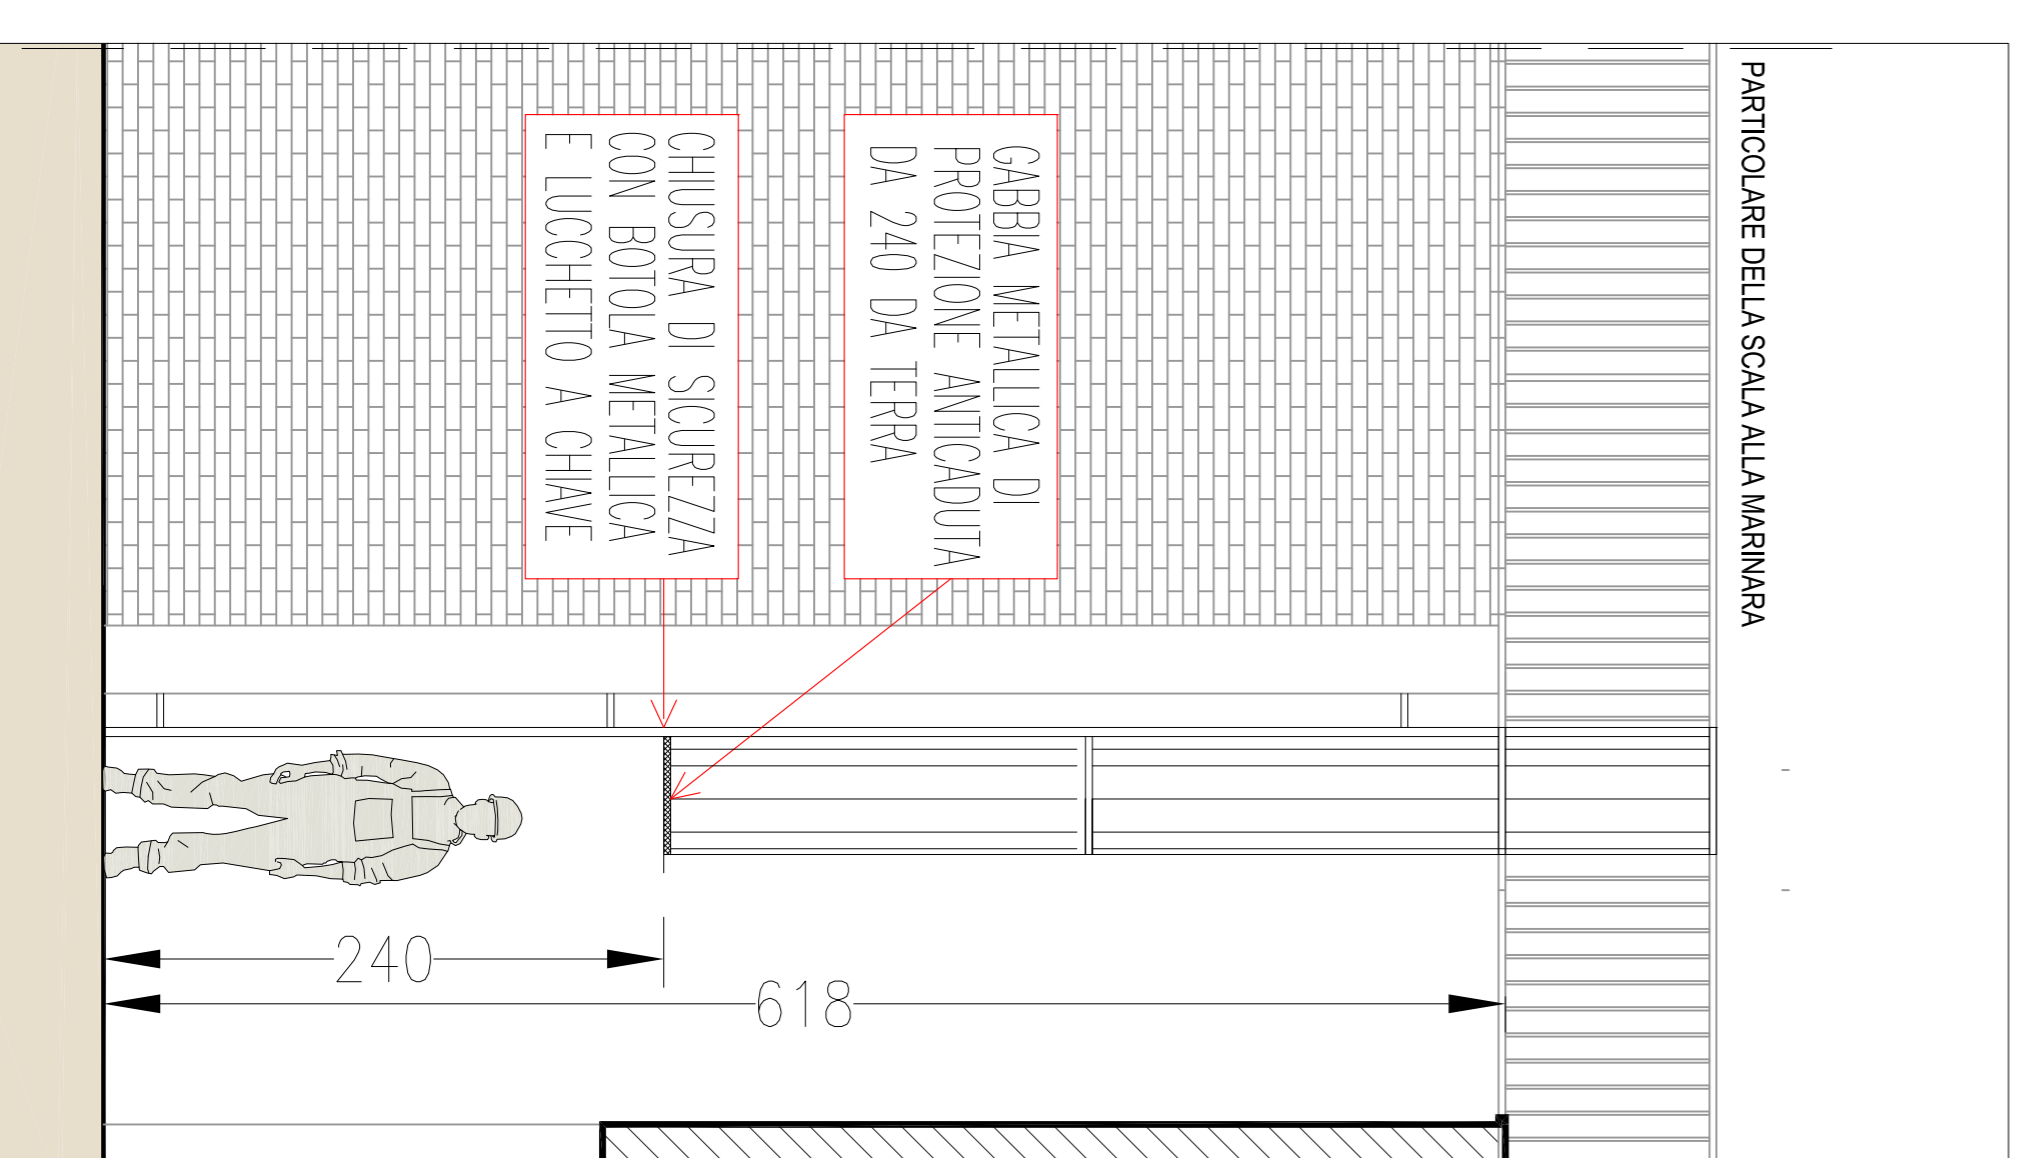 PARTICOLARE DELLA SCALA ALLA MARINARA
GABBIA METALLICA DI
PROTEZIONE ANTICADUTA
DA 240 DA TERRA
CHIUSURA DI SICUREZZA
CON BOTOLA METALLICA
E LUCCHETTO A CHIAVE
618
240